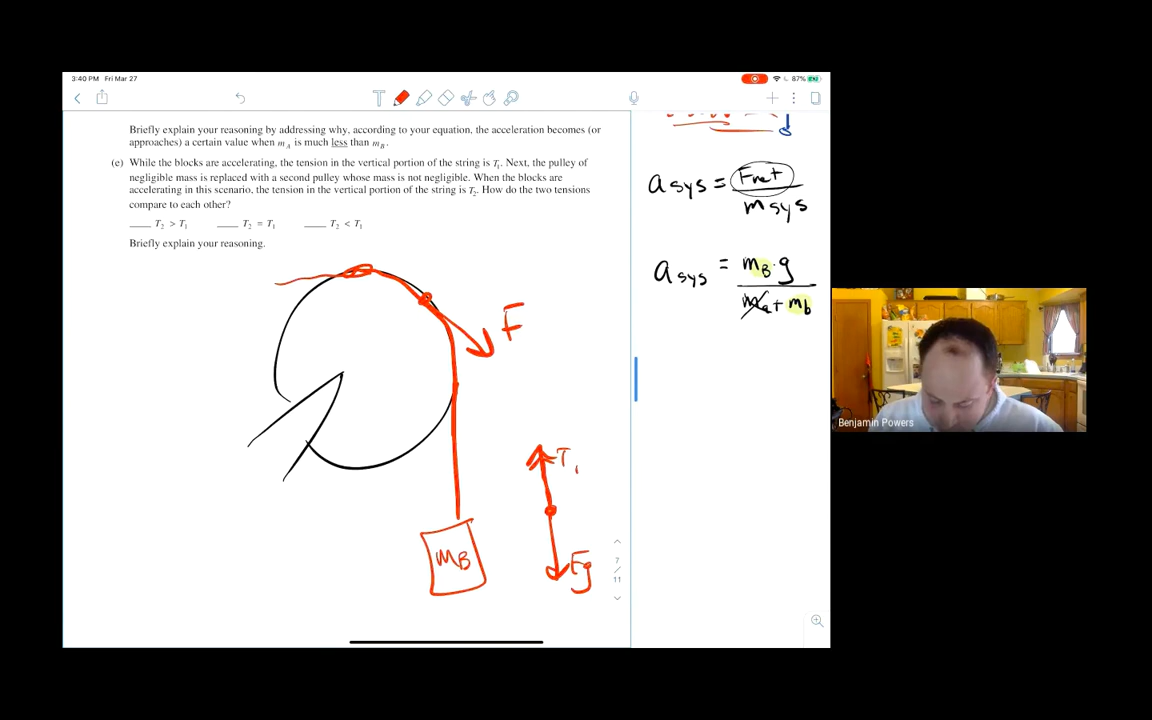 3:40 PM Fri Mar 27
87%
Briefly explain your reasoning by addressing why, according to your equation, the acceleration becomes (or
approaches) a certain value when mA is much less than mB.
(e) While the blocks are accelerating, the tension in the vertical portion of the string is T1. Next, the pulley of
negligible mass is replaced with a second pulley whose mass is not negligible. When the blocks are
accelerating in this scenario, the tension in the vertical portion of the string is T2. How do the two tensions
compare to each other?
____ T2 > T1 ____ T2 = T1 ____ T2 < T1
Briefly explain your reasoning.
F
T1
mB
Fg
7
/
11
asys = Fnet
msys
asys = mB·g
ma + mb
Benjamin Powers